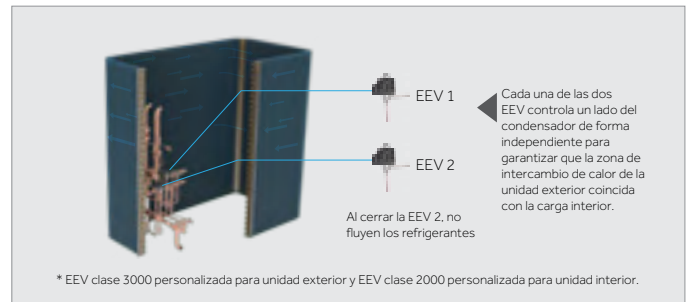 EEV 1
EEV 2
Al cerrar la EEV 2, no
fluyen los refrigerantes
Cada una de las dos
EEV controla un lado del
condensador de forma
independiente para
garantizar que la zona de
intercambio de calor de la
unidad exterior coincida
con la carga interior.
* EEV clase 3000 personalizada para unidad exterior y EEV clase 2000 personalizada para unidad interior.